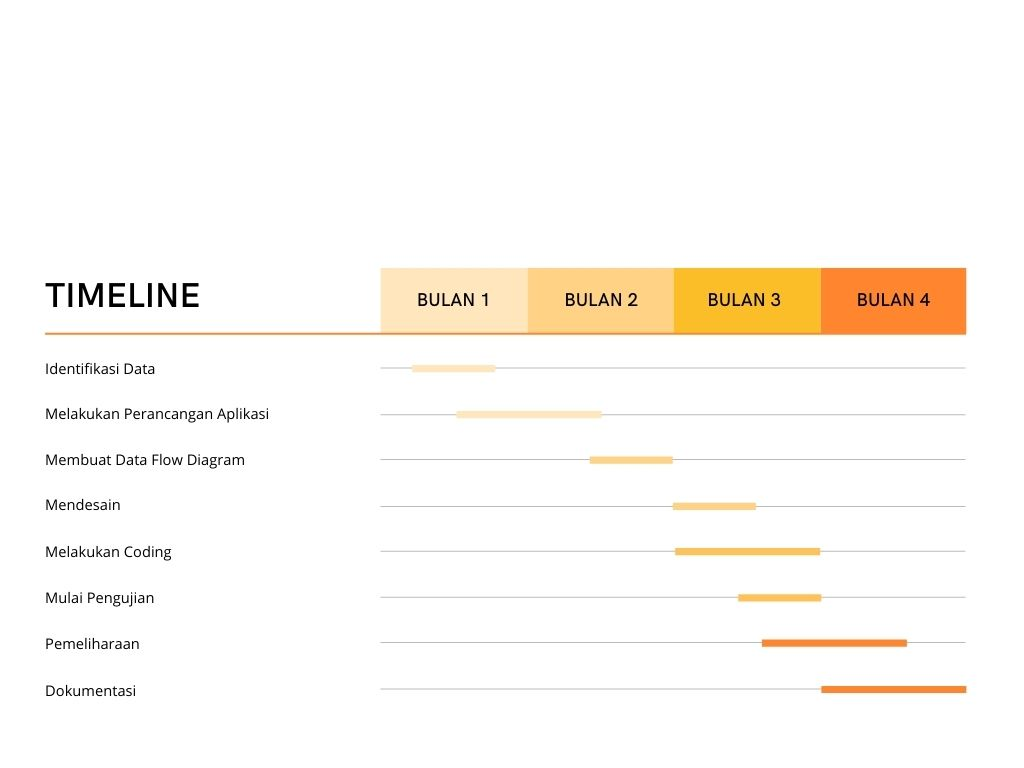 TIMELINE
BULAN 1
BULAN 2
BULAN 3
BULAN 4
Identifikasi Data
Melakukan Perancangan Aplikasi
Membuat Data Flow Diagram
Mendesain
Melakukan Coding
Mulai Pengujian
Pemeliharaan
Dokumentasi